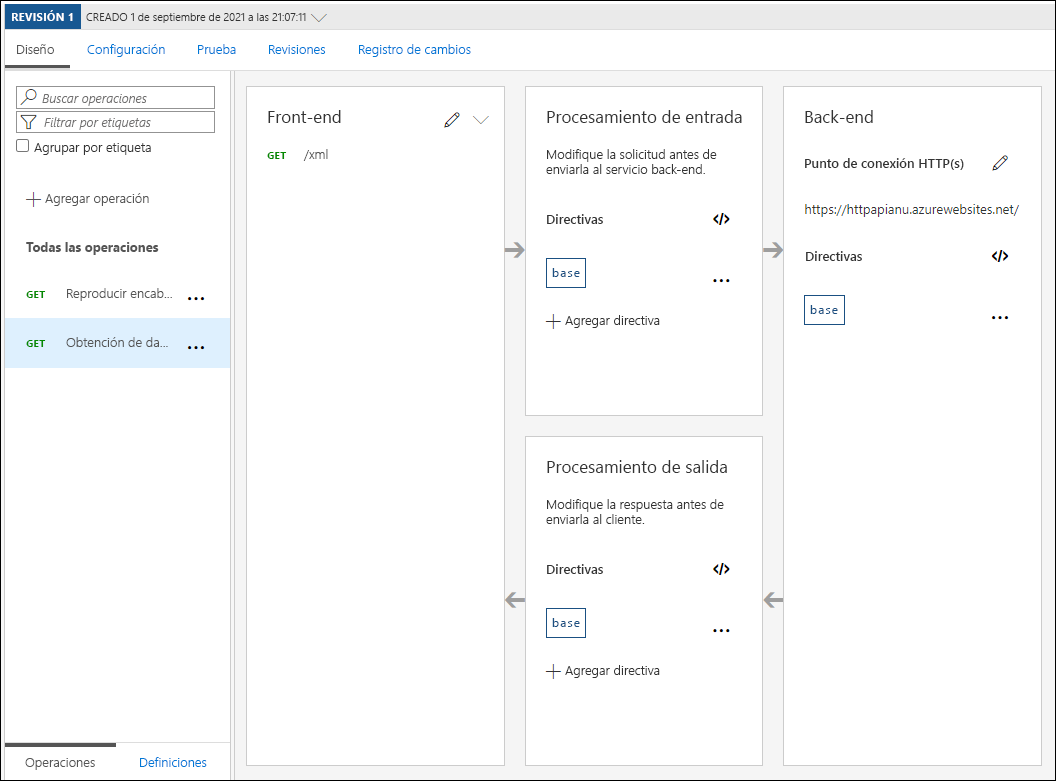 REVISIÓN 1 CREADO 1 de septiembre de 2021 a las 21:07:11
Diseño Configuración Prueba Revisiones Registro de cambios
Buscar operaciones
Filtrar por etiquetas
Agrupar por etiqueta
Agregar operación
Todas las operaciones
GET Reproducir encab...
GET Obtención de da...
Operaciones Definiciones
Front-end
GET /xml
Procesamiento de entrada
Modifique la solicitud antes de
enviarla al servicio back-end.
Directivas </>
base ...
Agregar directiva
Procesamiento de salida
Modifique la respuesta antes de
enviarla al cliente.
Directivas </>
base ...
Agregar directiva
Back-end
Punto de conexión HTTP(s)
https://httpapianu.azurewebsites.net/
Directivas </>
base ...